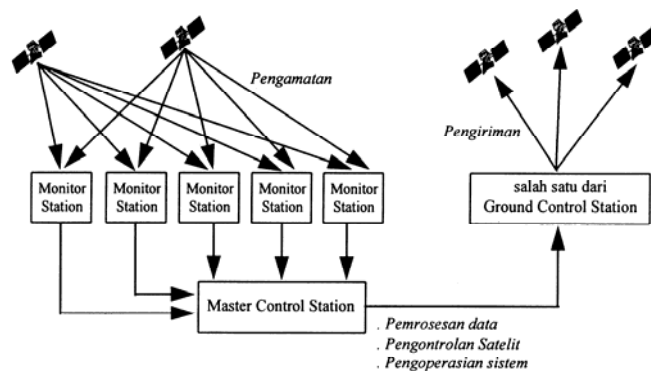 Pengamatan
Pengiriman
Monitor
Station
Monitor
Station
Monitor
Station
Monitor
Station
Monitor
Station
salah satu dari
Ground Control Station
Master Control Station
. Pemrosesan data
. Pengontrolan Satelit
. Pengoperasian sistem